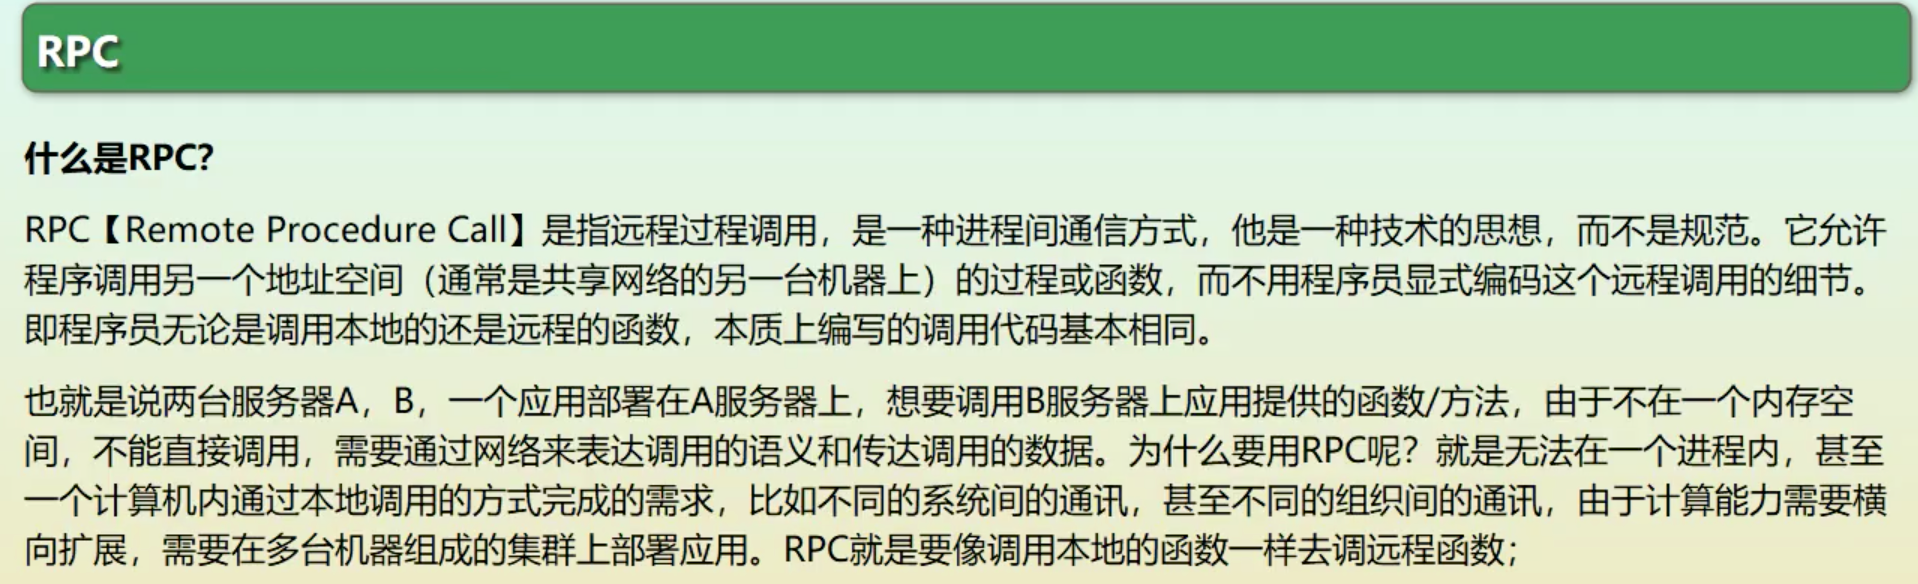 RPC
什么是RPC?
RPC【Remote Procedure Call】是指远程过程调用，是一种进程间通信方式，他是一种技术的思想，而不是规范。它允许
程序调用另一个地址空间（通常是共享网络的另一台机器上）的过程或函数，而不用程序员显式编码这个远程调用的细节。
即程序员无论是调用本地的还是远程的函数，本质上编写的调用代码基本相同。
也就是说两台服务器A，B，一个应用部署在A服务器上，想要调用B服务器上应用提供的函数/方法，由于不在一个内存空
间，不能直接调用，需要通过网络来表达调用的语义和传达调用的数据。为什么要用RPC呢？就是无法在一个进程内，甚至
一个计算机内通过本地调用的方式完成的需求，比如不同的系统间的通讯，甚至不同的组织间的通讯，由于计算能力需要横
向扩展，需要在多台机器组成的集群上部署应用。RPC就是要像调用本地的函数一样去调远程函数；